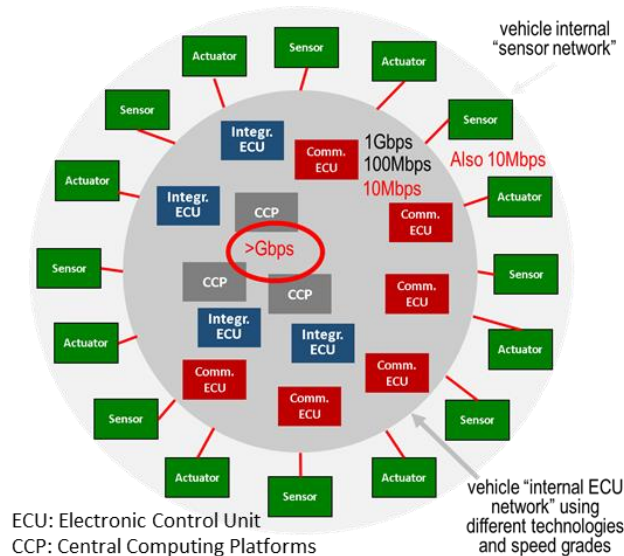 vehicle internal
"sensor network"
Actuator
Sensor
Actuator
Sensor
Sensor
Integr.
ECU
Comm.
ECU
1Gbps
100Mbps
10Mbps
Also 10Mbps
Actuator
Integr.
ECU
CCP
Comm.
ECU
Actuator
>Gbps
Sensor
CCP
CCP
Comm.
ECU
Sensor
Actuator
Integr.
ECU
Integr.
ECU
Actuator
Comm.
ECU
Comm.
ECU
Comm.
ECU
Sensor
Sensor
Actuator
Sensor
Actuator
vehicle "internal ECU
network" using
different technologies
and speed grades
ECU: Electronic Control Unit
CCP: Central Computing Platforms